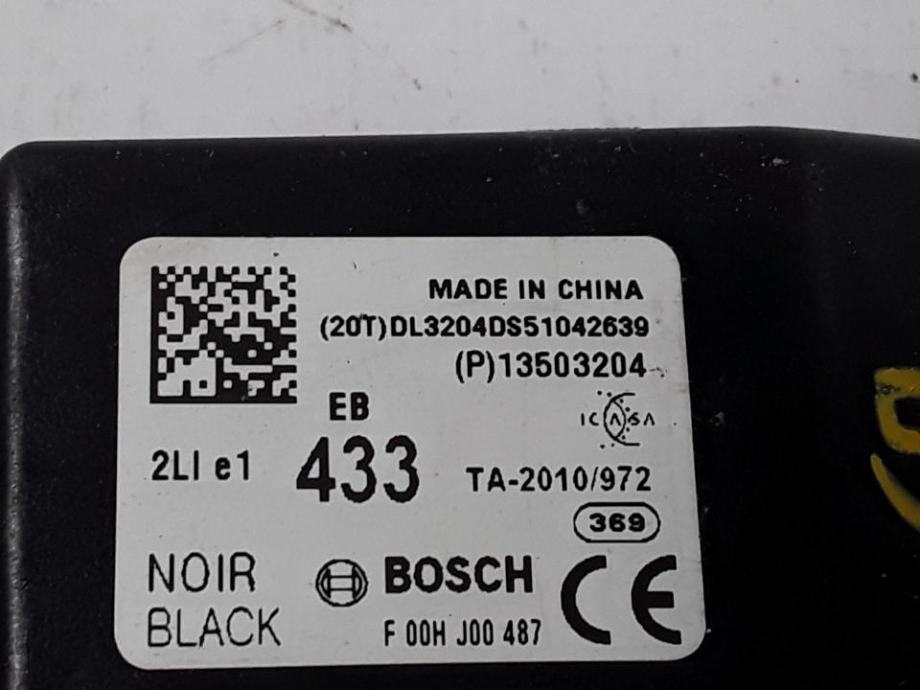 MADE IN CHINA
(20T)DL3204DS51042639
(P)13503204
EB
ICASA
2LI e1
433
TA-2010/972
369
NOIR
BLACK
BOSCH
F 00H J00 487
CE